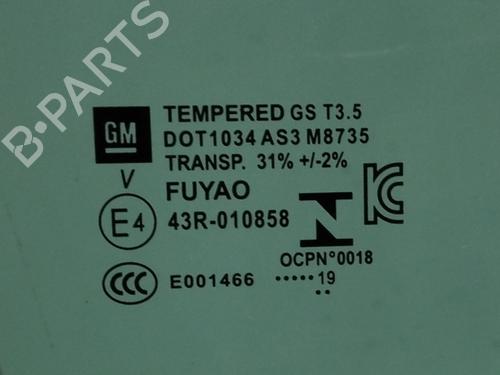 B-PARTS
GM
TEMPERED GS T3.5
DOT1034 AS3 M8735
TRANSP. 31% +/-2%
V
FUYAO
E4
43R-010858
N
KC
OCPN°0018
CCC
E001466
..... 19
..